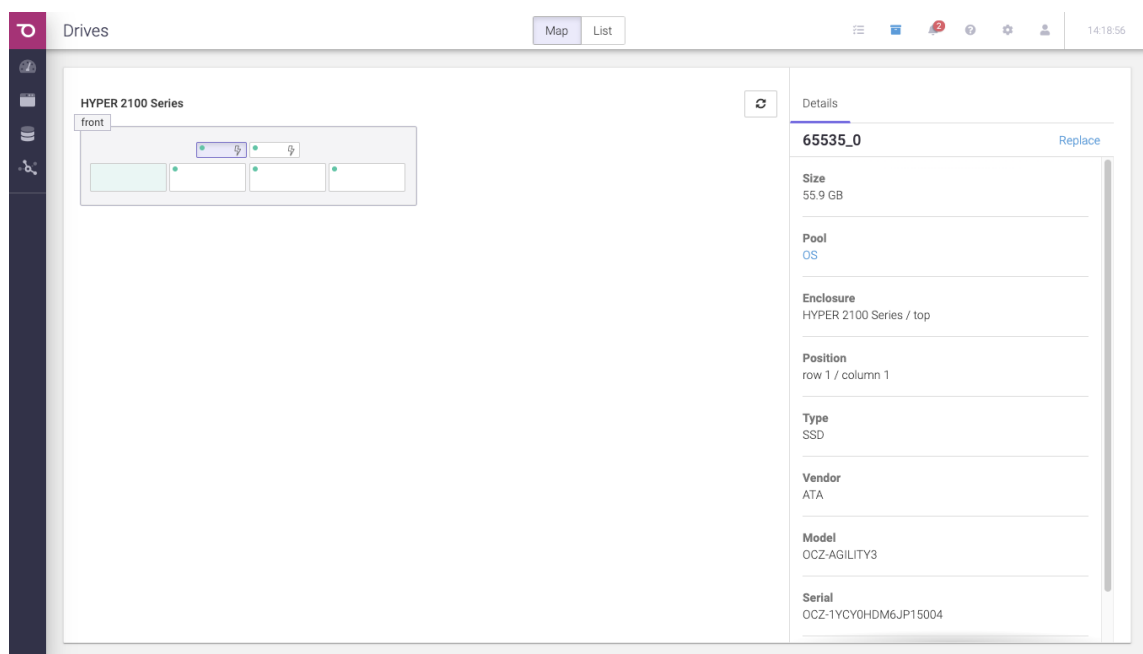 Drives
Map
List
2
14:18:56
HYPER 2100 Series
front
Details
65535_0
Replace
Size
55.9 GB
Pool
OS
Enclosure
HYPER 2100 Series / top
Position
row 1 / column 1
Type
SSD
Vendor
ATA
Model
OCZ-AGILITY3
Serial
OCZ-1YCY0HDM6JP15004